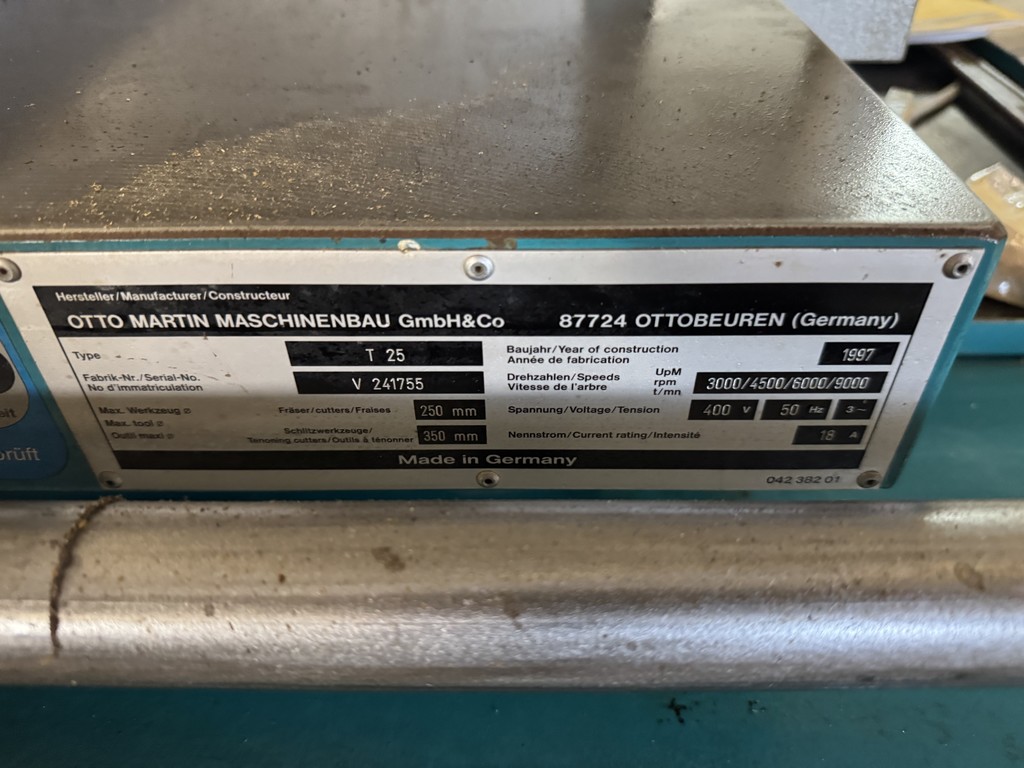 Hersteller/Manufacturer/Constructeur
OTTO MARTIN MASCHINENBAU GmbH&Co 87724 OTTOBEUREN (Germany)
Type T 25
Baujahr/Year of construction
Année de fabrication 1997
Fabrik-Nr./Serial-No.
No d'immatriculation V 241755
Drehzahlen/Speeds UpM
Vitesse de l'arbre rpm 3000/4500/6000/9000
t/mn
Max. Werkzeug ø Fräser/cutters/Fraises 250 mm
Max. tool ø
Outil maxi ø
Schlitzwerkzeuge/
Tenoning cutters/Outils à ténonner 350 mm
Spannung/Voltage/Tension 400 V 50 Hz 3~
Nennstrom/Current rating/Intensité 18 A
Made in Germany
042 382 01